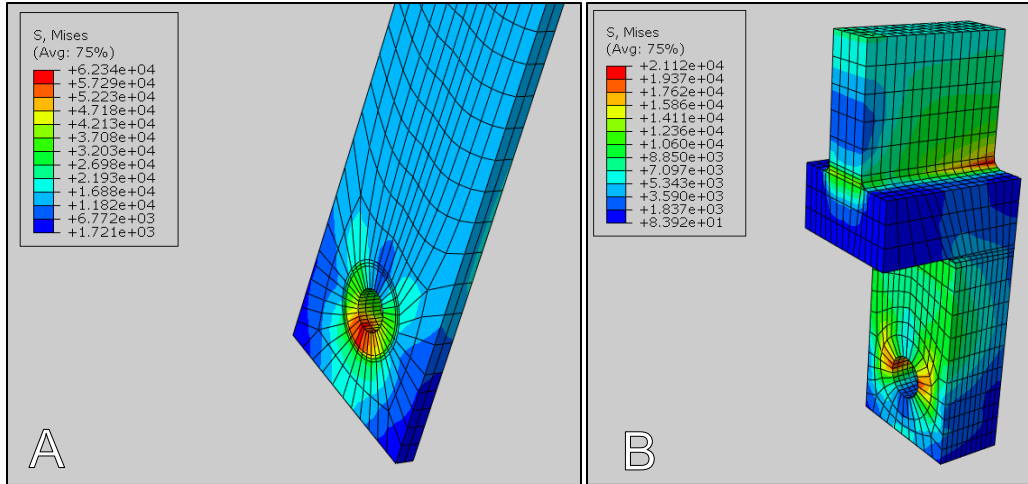 S, Mises
(Avg: 75%)
+6.234e+04
+5.729e+04
+5.223e+04
+4.718e+04
+4.213e+04
+3.708e+04
+3.203e+04
+2.698e+04
+2.193e+04
+1.688e+04
+1.182e+04
+6.772e+03
+1.721e+03
A
S, Mises
(Avg: 75%)
+2.112e+04
+1.937e+04
+1.762e+04
+1.586e+04
+1.411e+04
+1.236e+04
+1.060e+04
+8.850e+03
+7.097e+03
+5.343e+03
+3.590e+03
+1.837e+03
+8.392e+01
B